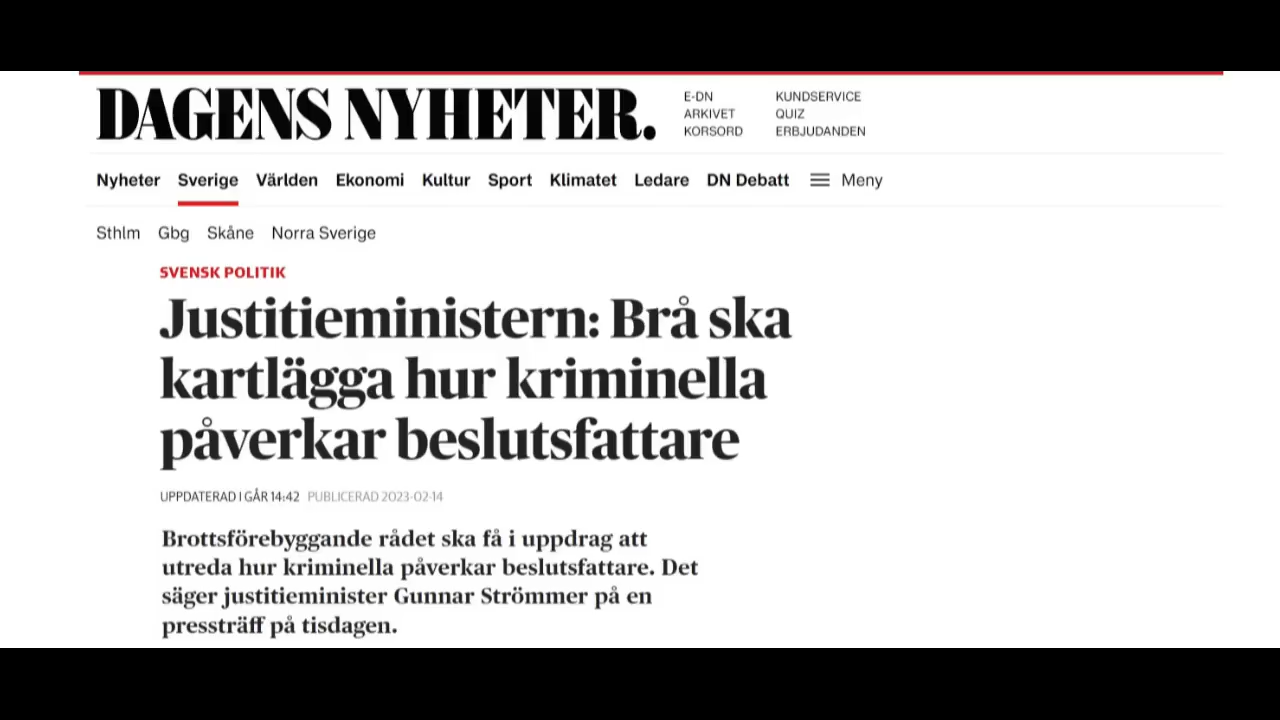 DAGENS NYHETER.
E-DN
ARKIVET
KORSORD
KUNDSERVICE
QUIZ
ERBJUDANDEN
Nyheter Sverige Världen Ekonomi Kultur Sport Klimatet Ledare DN Debatt Meny
Sthlm Gbg Skåne Norra Sverige
SVENSK POLITIK
Justitieministern: Brå ska
kartlägga hur kriminella
påverkar beslutsfattare
UPPDATERAD I GÅR 14:42 PUBLICERAD 2023-02-14
Brottsförebyggande rådet ska få i uppdrag att
utreda hur kriminella påverkar beslutsfattare. Det
säger justitieminister Gunnar Strömmer på en
pressträff på tisdagen.